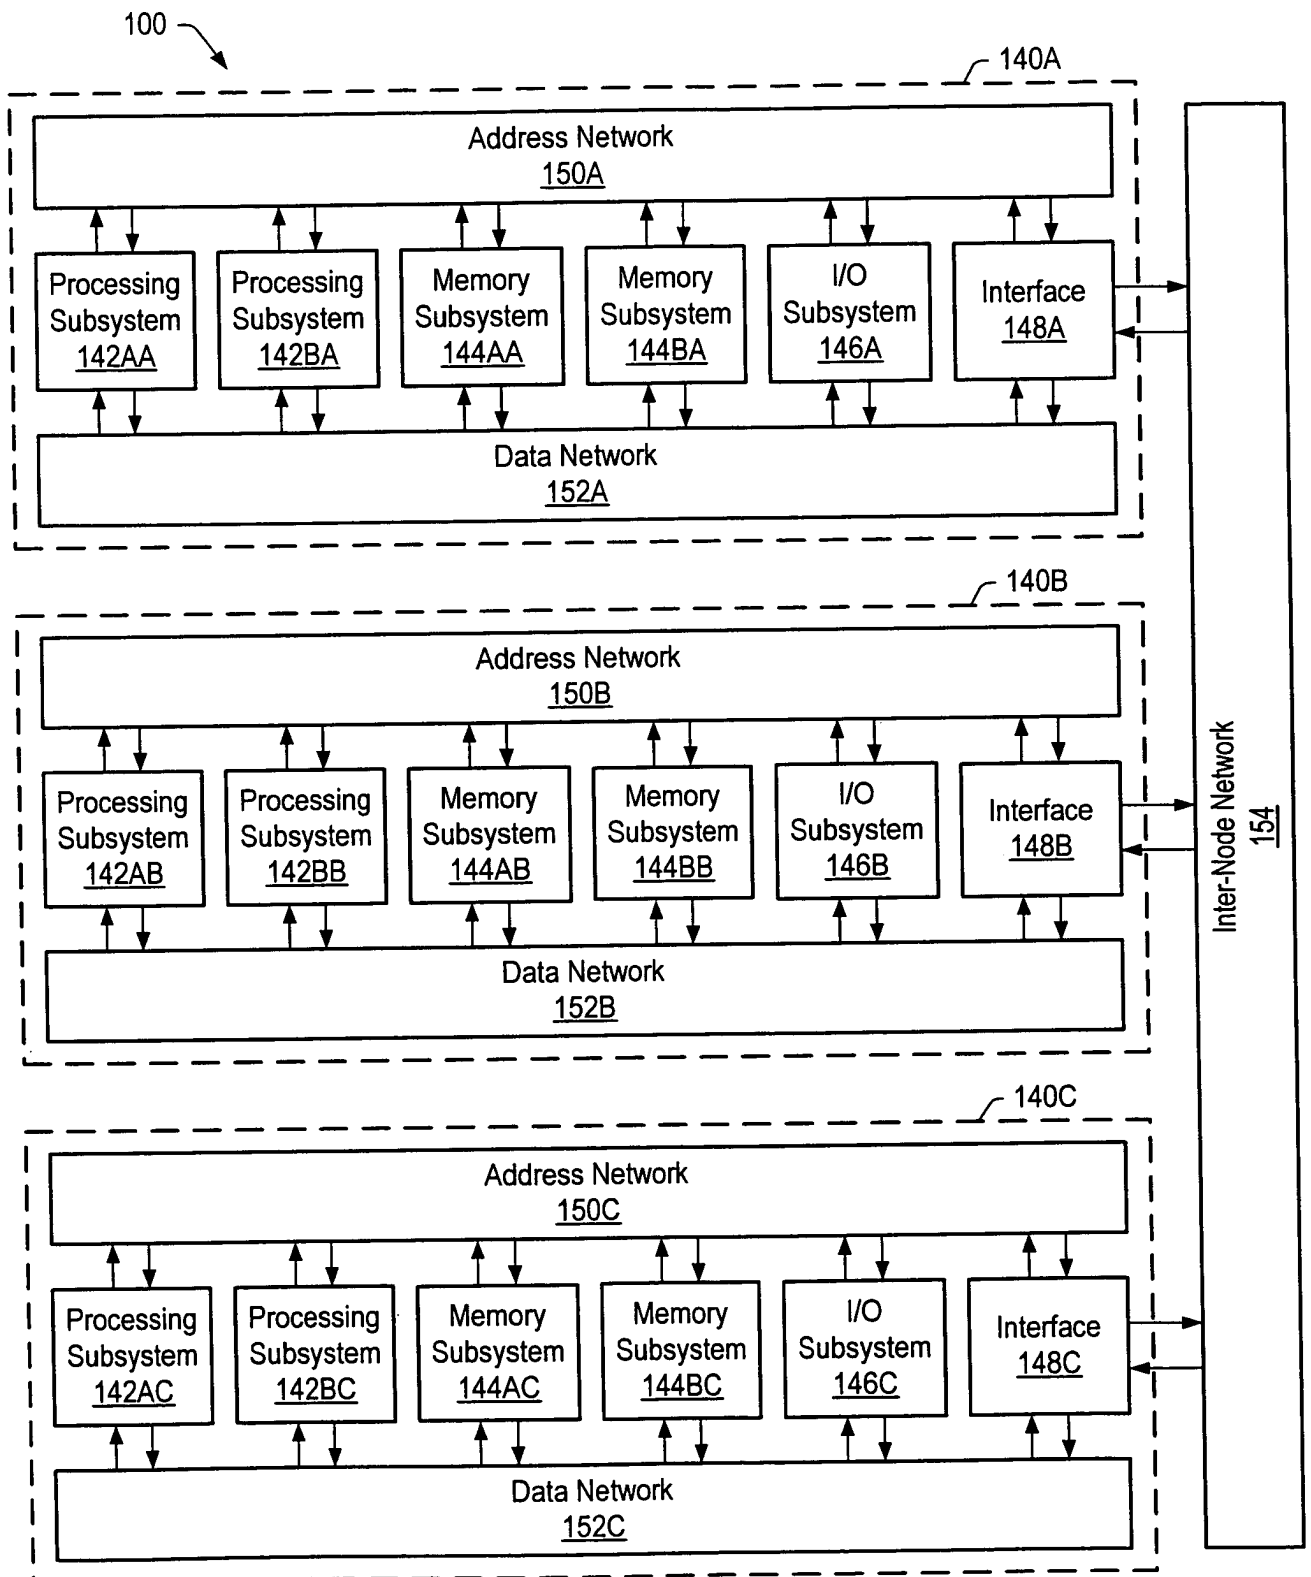 100
140A
Address Network
150A
Processing
Subsystem
142AA
Processing
Subsystem
142BA
Memory
Subsystem
144AA
Memory
Subsystem
144BA
I/O
Subsystem
146A
Interface
148A
Data Network
152A
140B
Address Network
150B
Processing
Subsystem
142AB
Processing
Subsystem
142BB
Memory
Subsystem
144AB
Memory
Subsystem
144BB
I/O
Subsystem
146B
Interface
148B
Data Network
152B
140C
Address Network
150C
Processing
Subsystem
142AC
Processing
Subsystem
142BC
Memory
Subsystem
144AC
Memory
Subsystem
144BC
I/O
Subsystem
146C
Interface
148C
Data Network
152C
Inter-Node Network
154